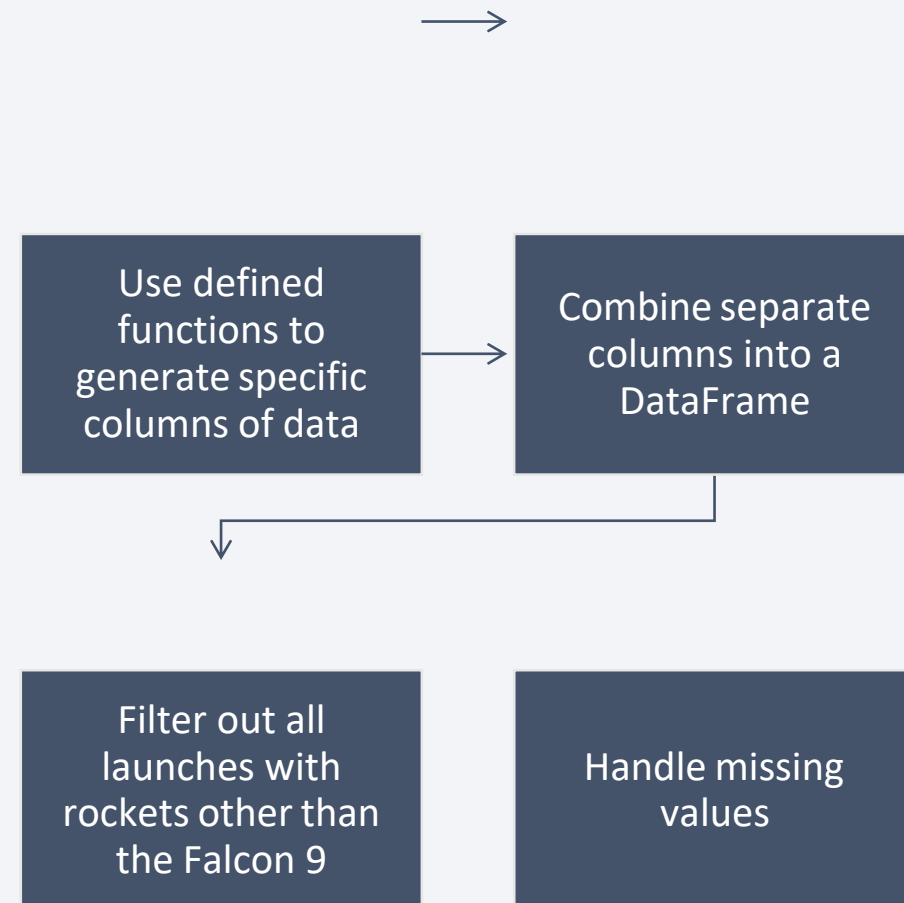 Use defined
functions to
generate specific
columns of data
Combine separate
columns into a
DataFrame
Filter out all
launches with
rockets other than
the Falcon 9
Handle missing
values